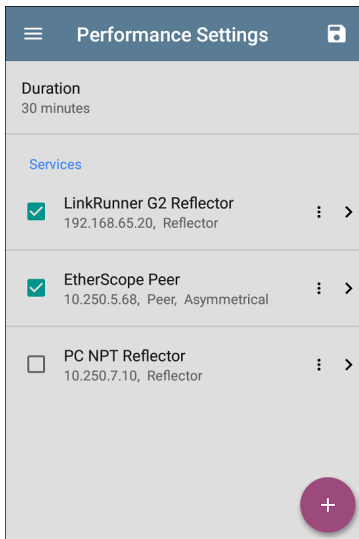 Performance Settings
Duration
30 minutes
Services
LinkRunner G2 Reflector
192.168.65.20, Reflector
EtherScope Peer
10.250.5.68, Peer, Asymmetrical
PC NPT Reflector
10.250.7.10, Reflector